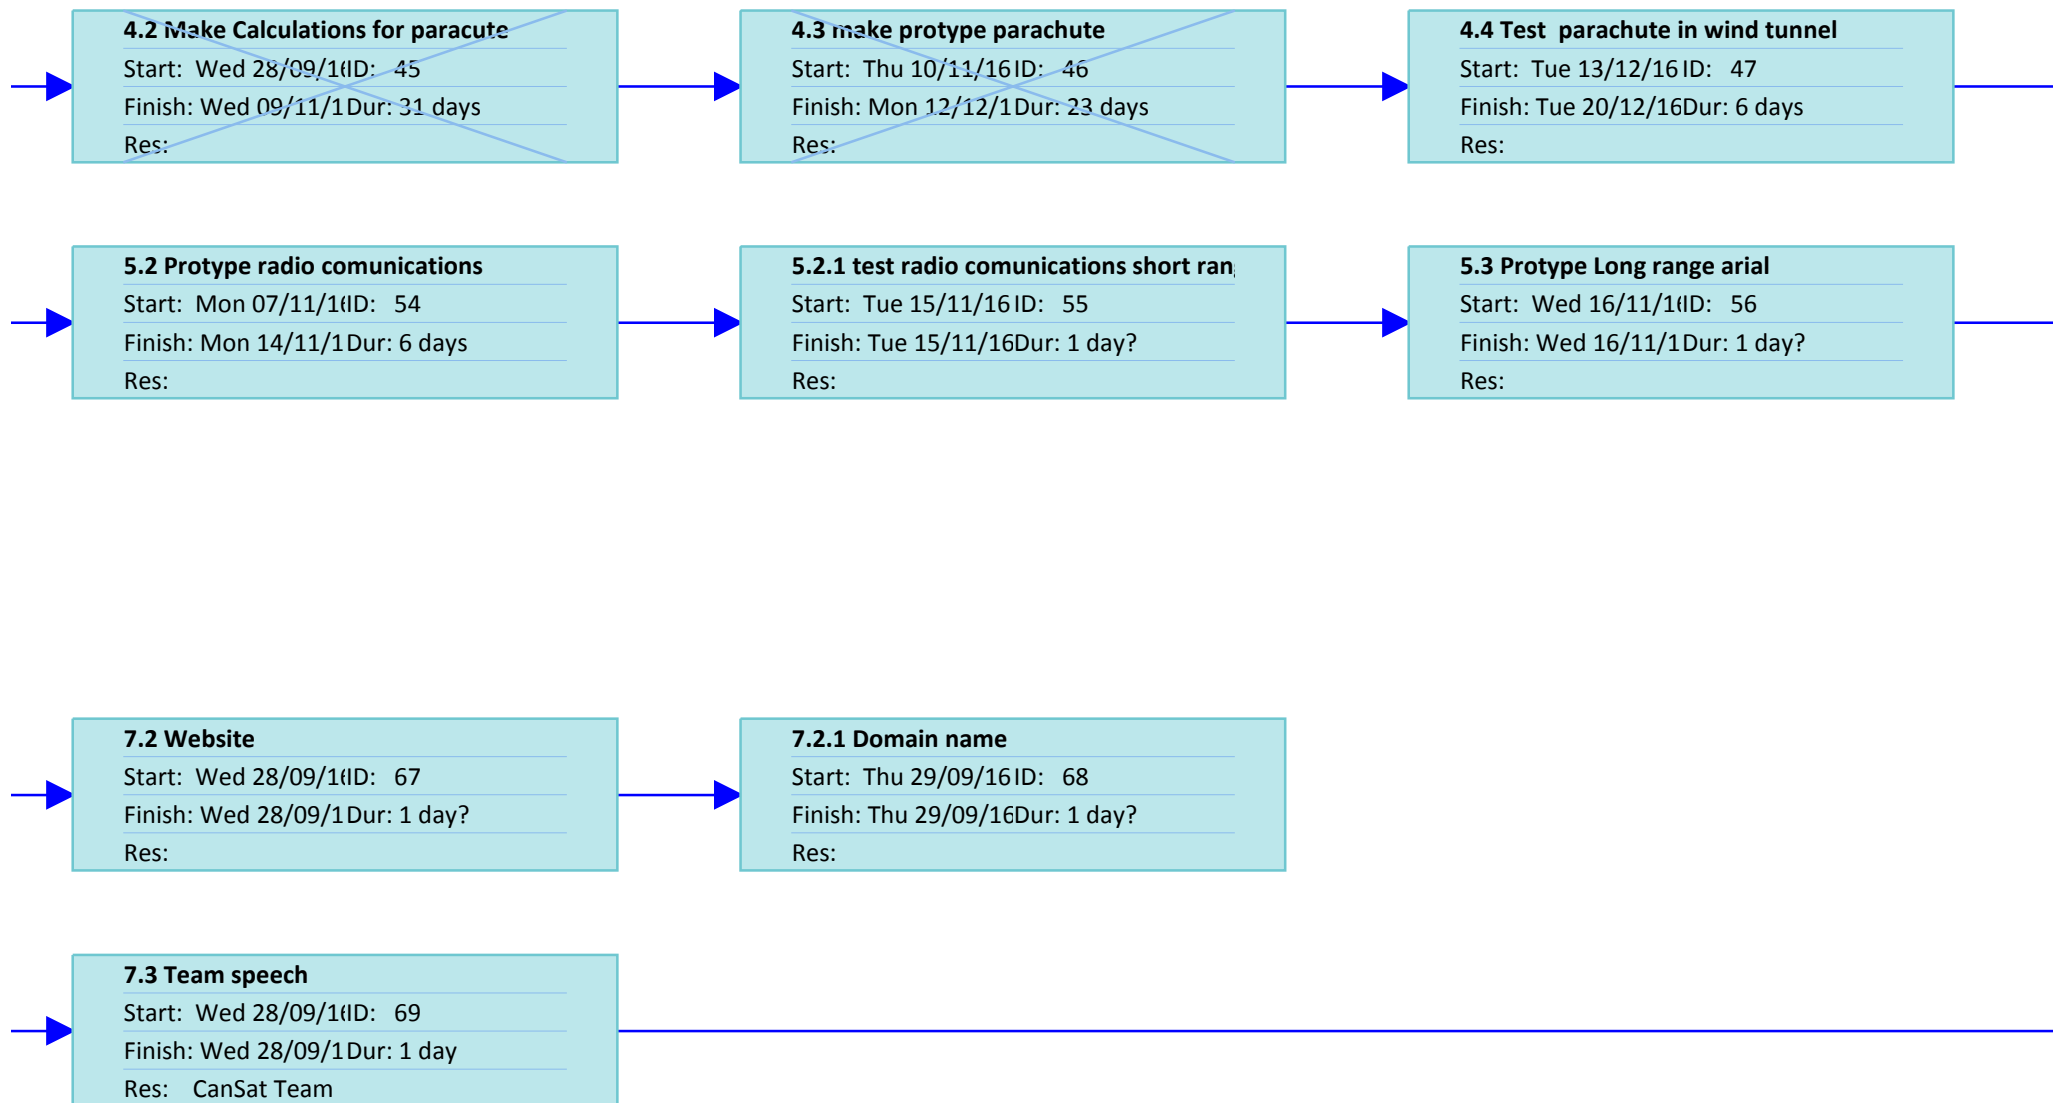 4.2 Make Calculations for paracute
Start: Wed 28/09/16 ID: 45
Finish: Wed 09/11/1 Dur: 31 days
Res:
4.3 make protype parachute
Start: Thu 10/11/16 ID: 46
Finish: Mon 12/12/1 Dur: 23 days
Res:
4.4 Test parachute in wind tunnel
Start: Tue 13/12/16 ID: 47
Finish: Tue 20/12/16 Dur: 6 days
Res:
5.2 Protype radio comunications
Start: Mon 07/11/16 ID: 54
Finish: Mon 14/11/1 Dur: 6 days
Res:
5.2.1 test radio comunications short ran
Start: Tue 15/11/16 ID: 55
Finish: Tue 15/11/16 Dur: 1 day?
Res:
5.3 Protype Long range arial
Start: Wed 16/11/16 ID: 56
Finish: Wed 16/11/1 Dur: 1 day?
Res:
7.2 Website
Start: Wed 28/09/16 ID: 67
Finish: Wed 28/09/1 Dur: 1 day?
Res:
7.2.1 Domain name
Start: Thu 29/09/16 ID: 68
Finish: Thu 29/09/16 Dur: 1 day?
Res:
7.3 Team speech
Start: Wed 28/09/16 ID: 69
Finish: Wed 28/09/1 Dur: 1 day
Res: CanSat Team